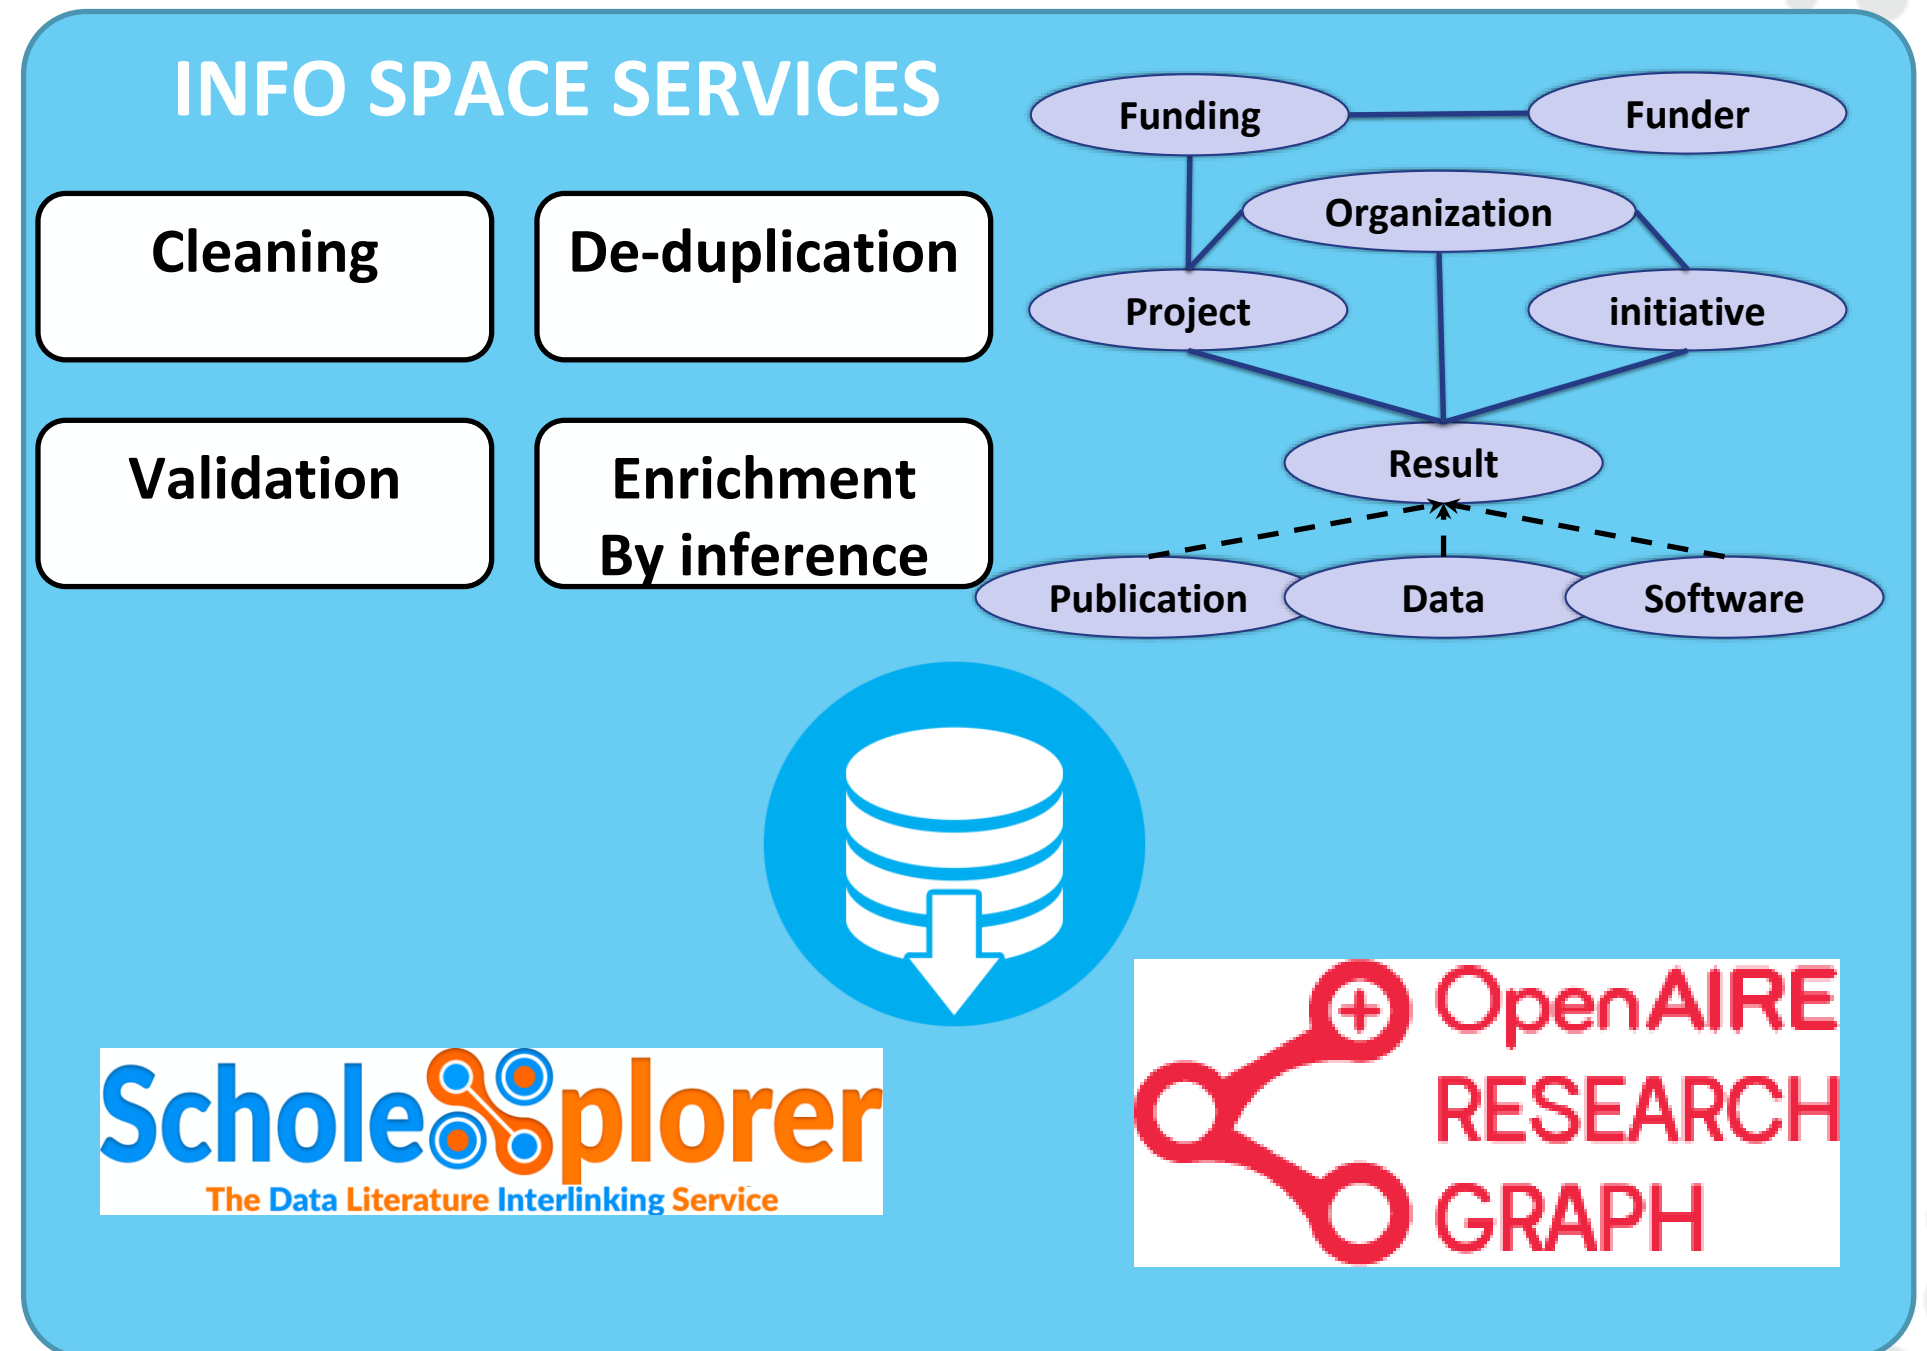 INFO SPACE SERVICES
Cleaning
De-duplication
Validation
Enrichment
By inference
Funding
Funder
Organization
Project
initiative
Result
Publication
Data
Software
ScholeXplorer
The Data Literature Interlinking Service
OpenAIRE
RESEARCH
GRAPH